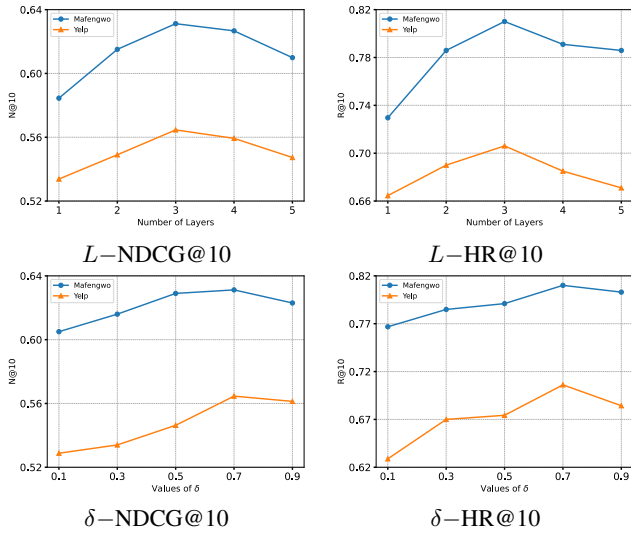 0.64
0.60
0.56
0.52
N@10
Mafengwo
Yelp
1 2 3 4 5
Number of Layers
L−NDCG@10
0.82
0.78
0.74
0.70
0.66
R@10
Mafengwo
Yelp
1 2 3 4 5
Number of Layers
L−HR@10
0.64
0.60
0.56
0.52
N@10
Mafengwo
Yelp
0.1 0.3 0.5 0.7 0.9
Values of δ
δ−NDCG@10
0.82
0.77
0.72
0.67
0.62
R@10
Mafengwo
Yelp
0.1 0.3 0.5 0.7 0.9
Values of δ
δ−HR@10